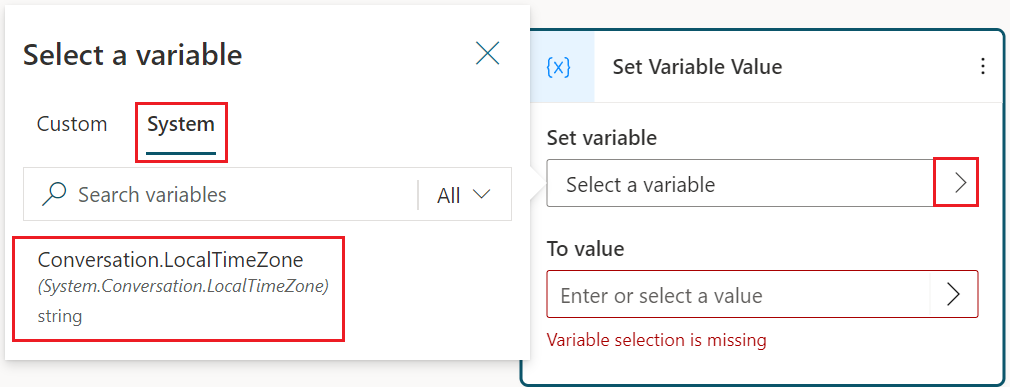 Select a variable
Custom System
Search variables All
Conversation.LocalTimeZone
(System.Conversation.LocalTimeZone)
string
{x} Set Variable Value
Set variable
Select a variable
To value
Enter or select a value
Variable selection is missing